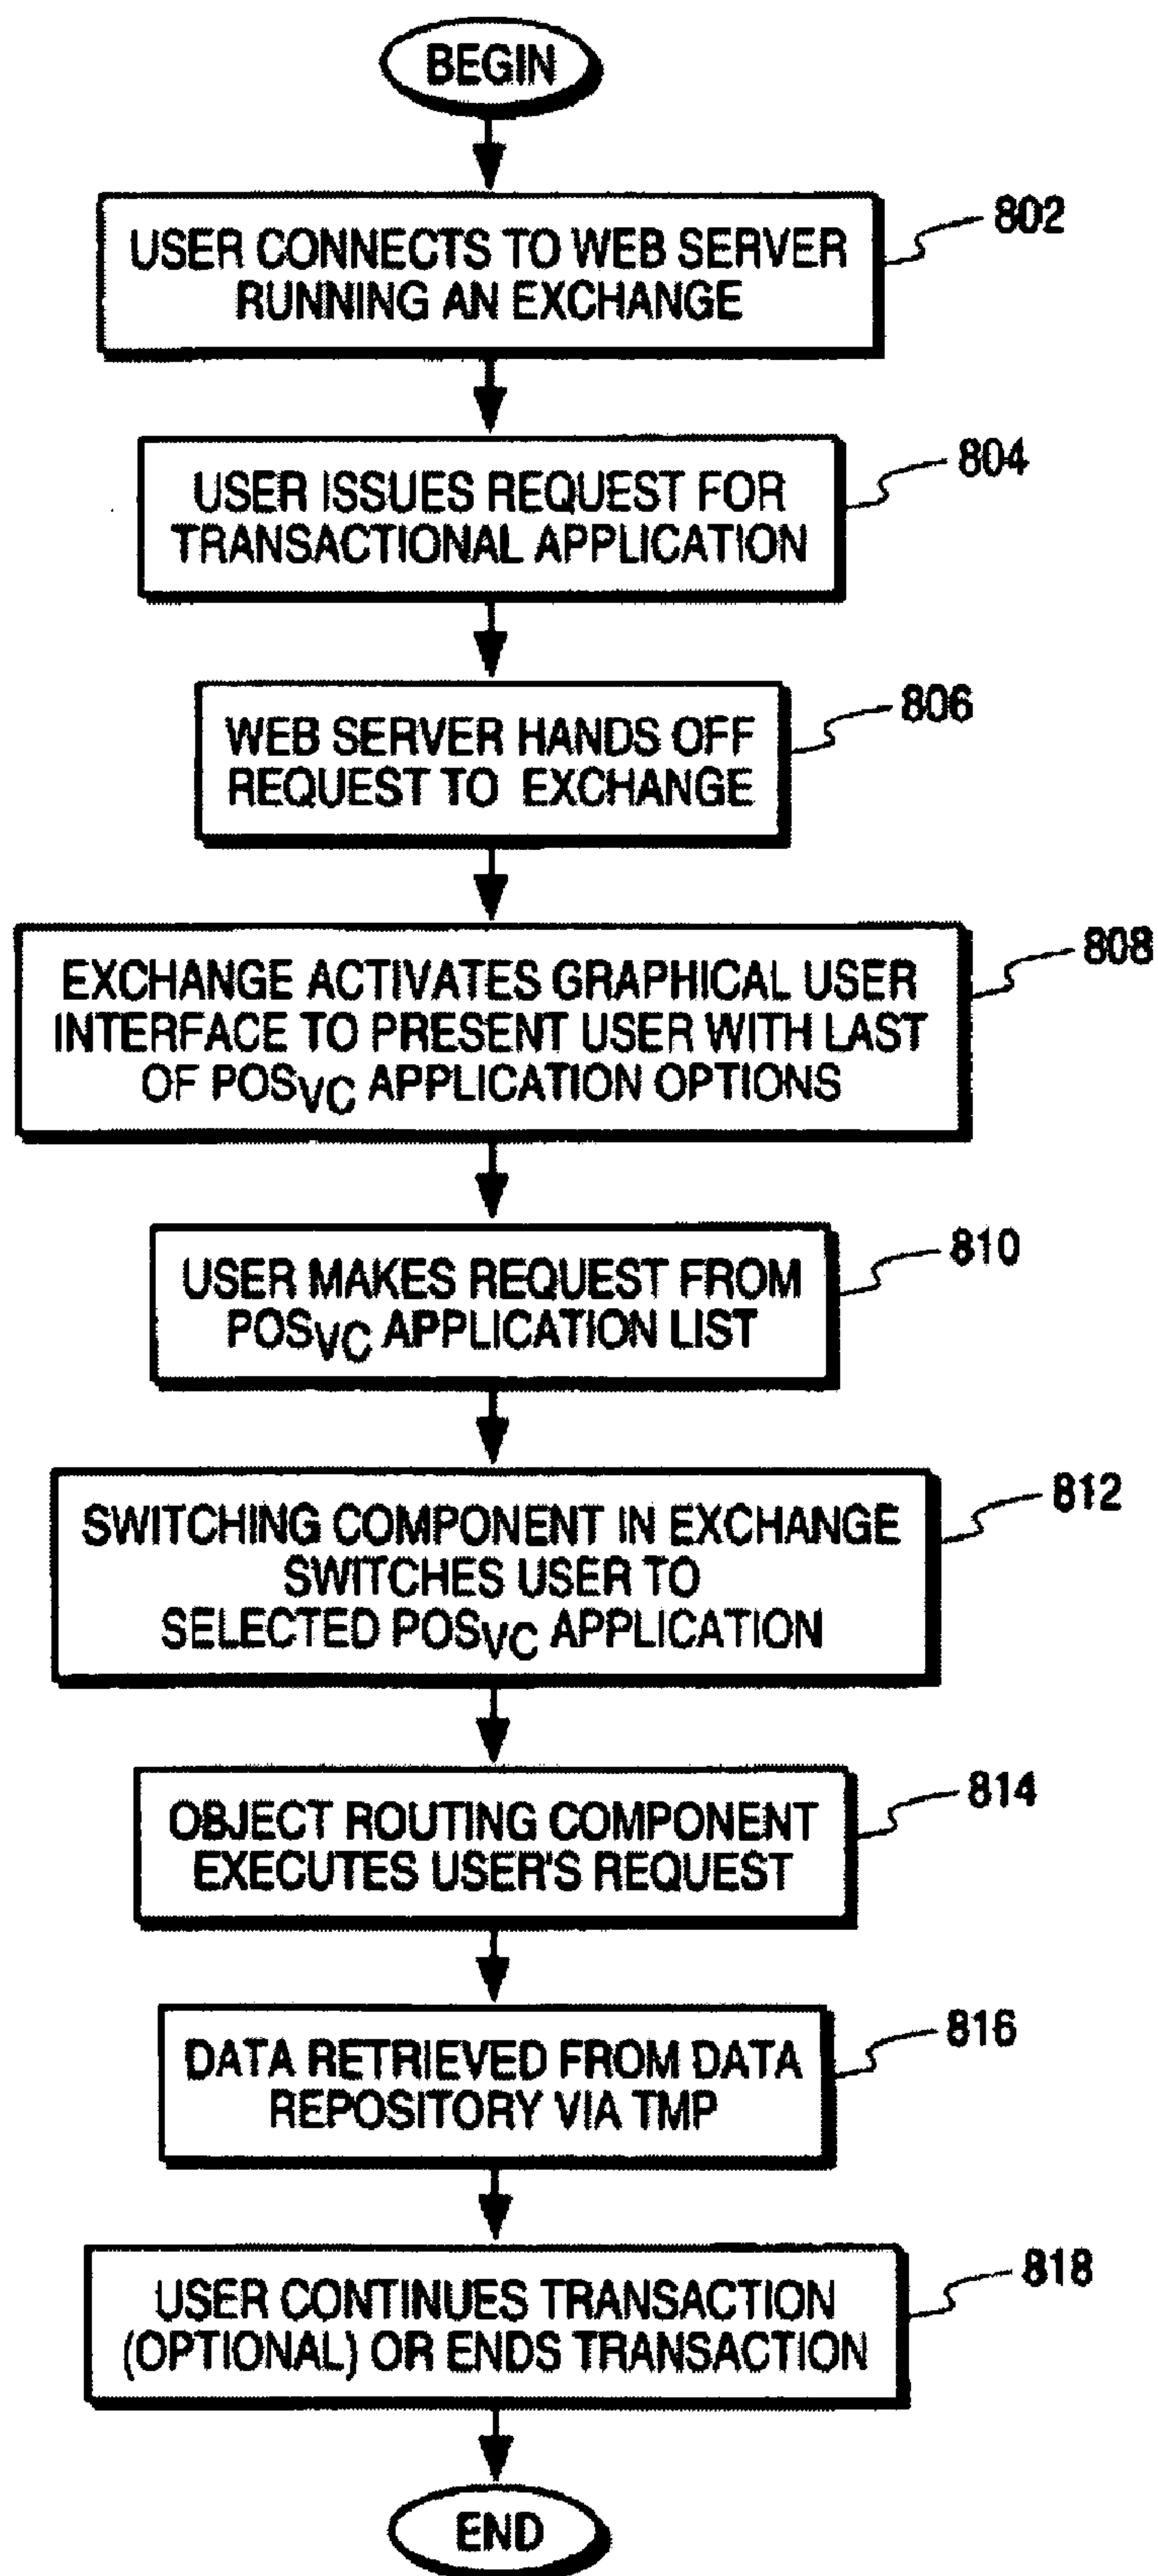 BEGIN
802
USER CONNECTS TO WEB SERVER
RUNNING AN EXCHANGE
804
USER ISSUES REQUEST FOR
TRANSACTIONAL APPLICATION
806
WEB SERVER HANDS OFF
REQUEST TO EXCHANGE
808
EXCHANGE ACTIVATES GRAPHICAL USER
INTERFACE TO PRESENT USER WITH LAST
OF POSVC APPLICATION OPTIONS
810
USER MAKES REQUEST FROM
POSVC APPLICATION LIST
812
SWITCHING COMPONENT IN EXCHANGE
SWITCHES USER TO
SELECTED POSVC APPLICATION
814
OBJECT ROUTING COMPONENT
EXECUTES USER'S REQUEST
816
DATA RETRIEVED FROM DATA
REPOSITORY VIA TMP
818
USER CONTINUES TRANSACTION
(OPTIONAL) OR ENDS TRANSACTION
END